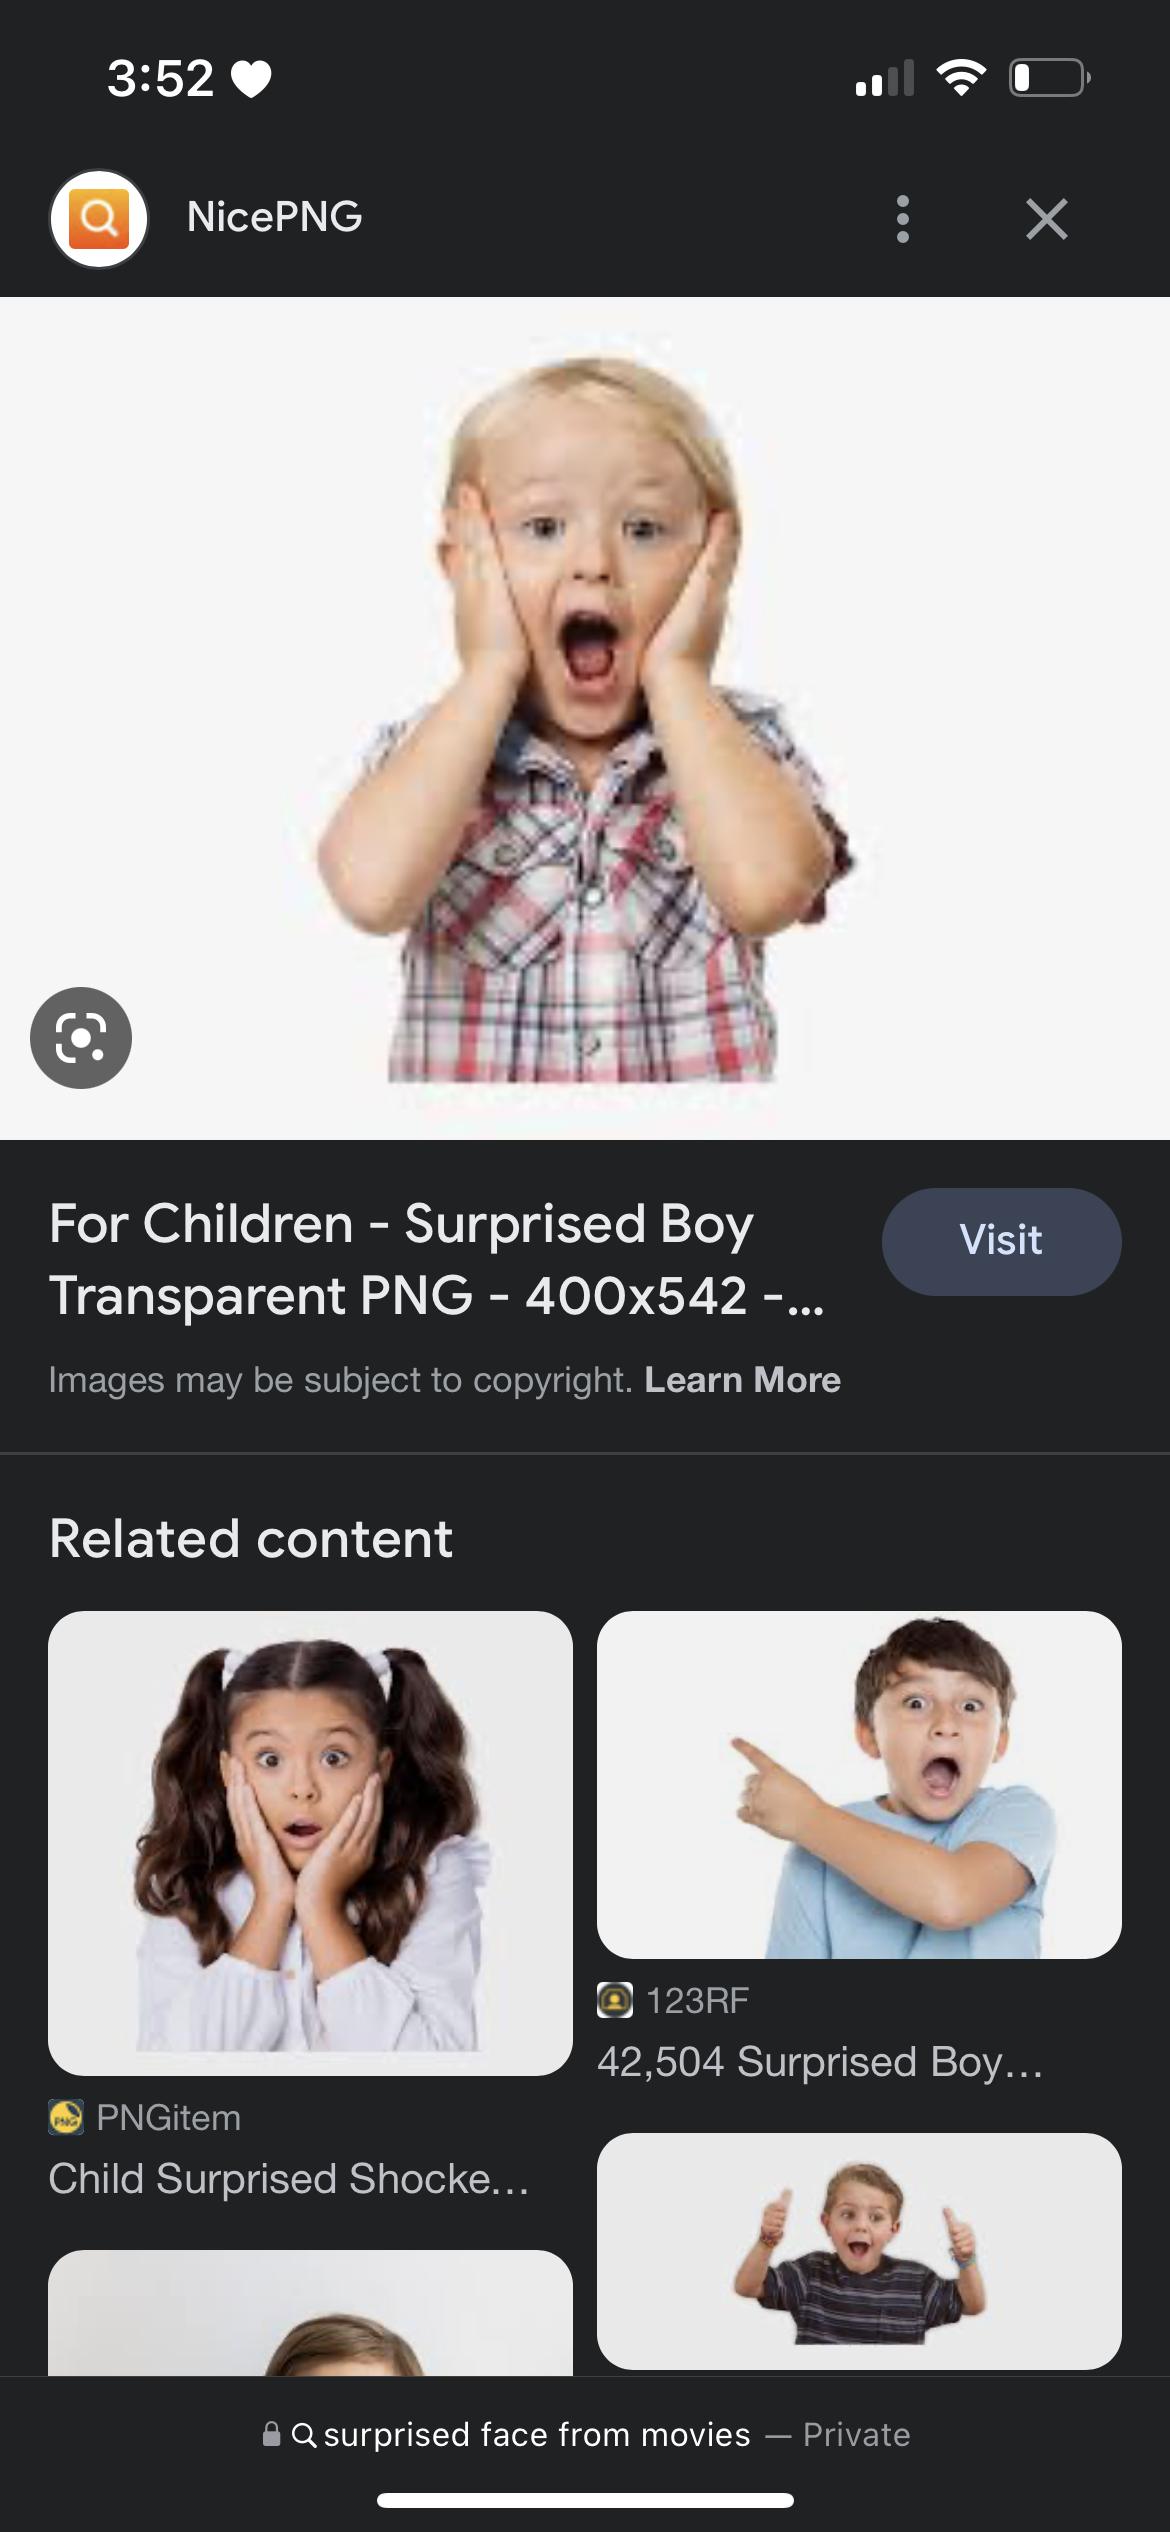 3:52
NicePNG
For Children - Surprised Boy
Transparent PNG - 400x542 -...
Visit
Images may be subject to copyright. Learn More
Related content
PNGitem
Child Surprised Shocke...
123RF
42,504 Surprised Boy...
surprised face from movies — Private